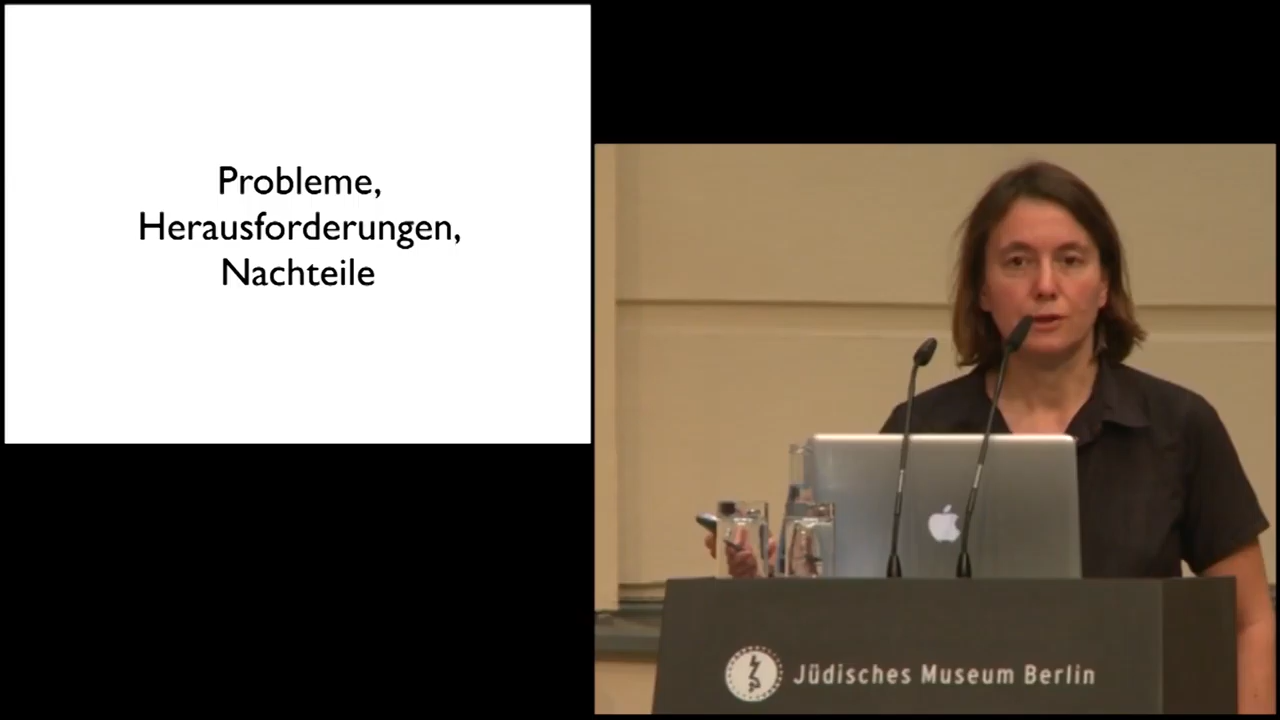 Probleme,
Herausforderungen,
Nachteile
Jüdisches Museum Berlin